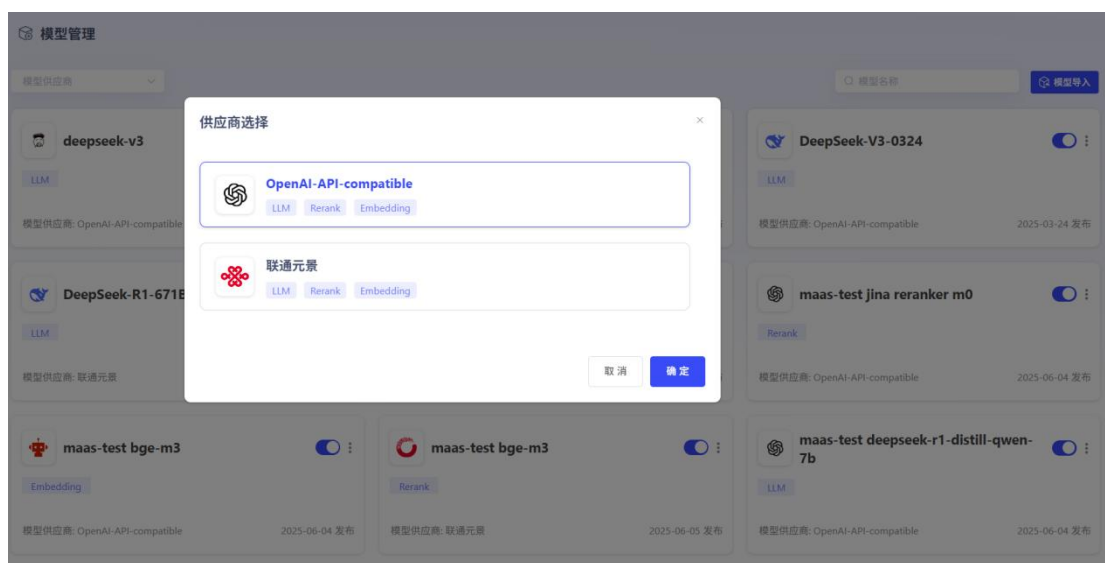 模型管理
模型供应商
模型名称
模型导入
供应商选择
OpenAI-API-compatible
LLM Rerank Embedding
联通元景
LLM Rerank Embedding
取消
确定
deepseek-v3
LLM
模型供应商: OpenAI-API-compatible
DeepSeek-V3-0324
LLM
模型供应商: OpenAI-API-compatible
2025-03-24 发布
DeepSeek-R1-671B
LLM
模型供应商: 联通元景
maas-test jina reranker m0
Rerank
模型供应商: OpenAI-API-compatible
2025-06-04 发布
maas-test bge-m3
Embedding
模型供应商: OpenAI-API-compatible
2025-06-04 发布
maas-test bge-m3
Rerank
模型供应商: 联通元景
2025-06-05 发布
maas-test deepseek-r1-distill-qwen-
7b
LLM
模型供应商: OpenAI-API-compatible
2025-06-04 发布